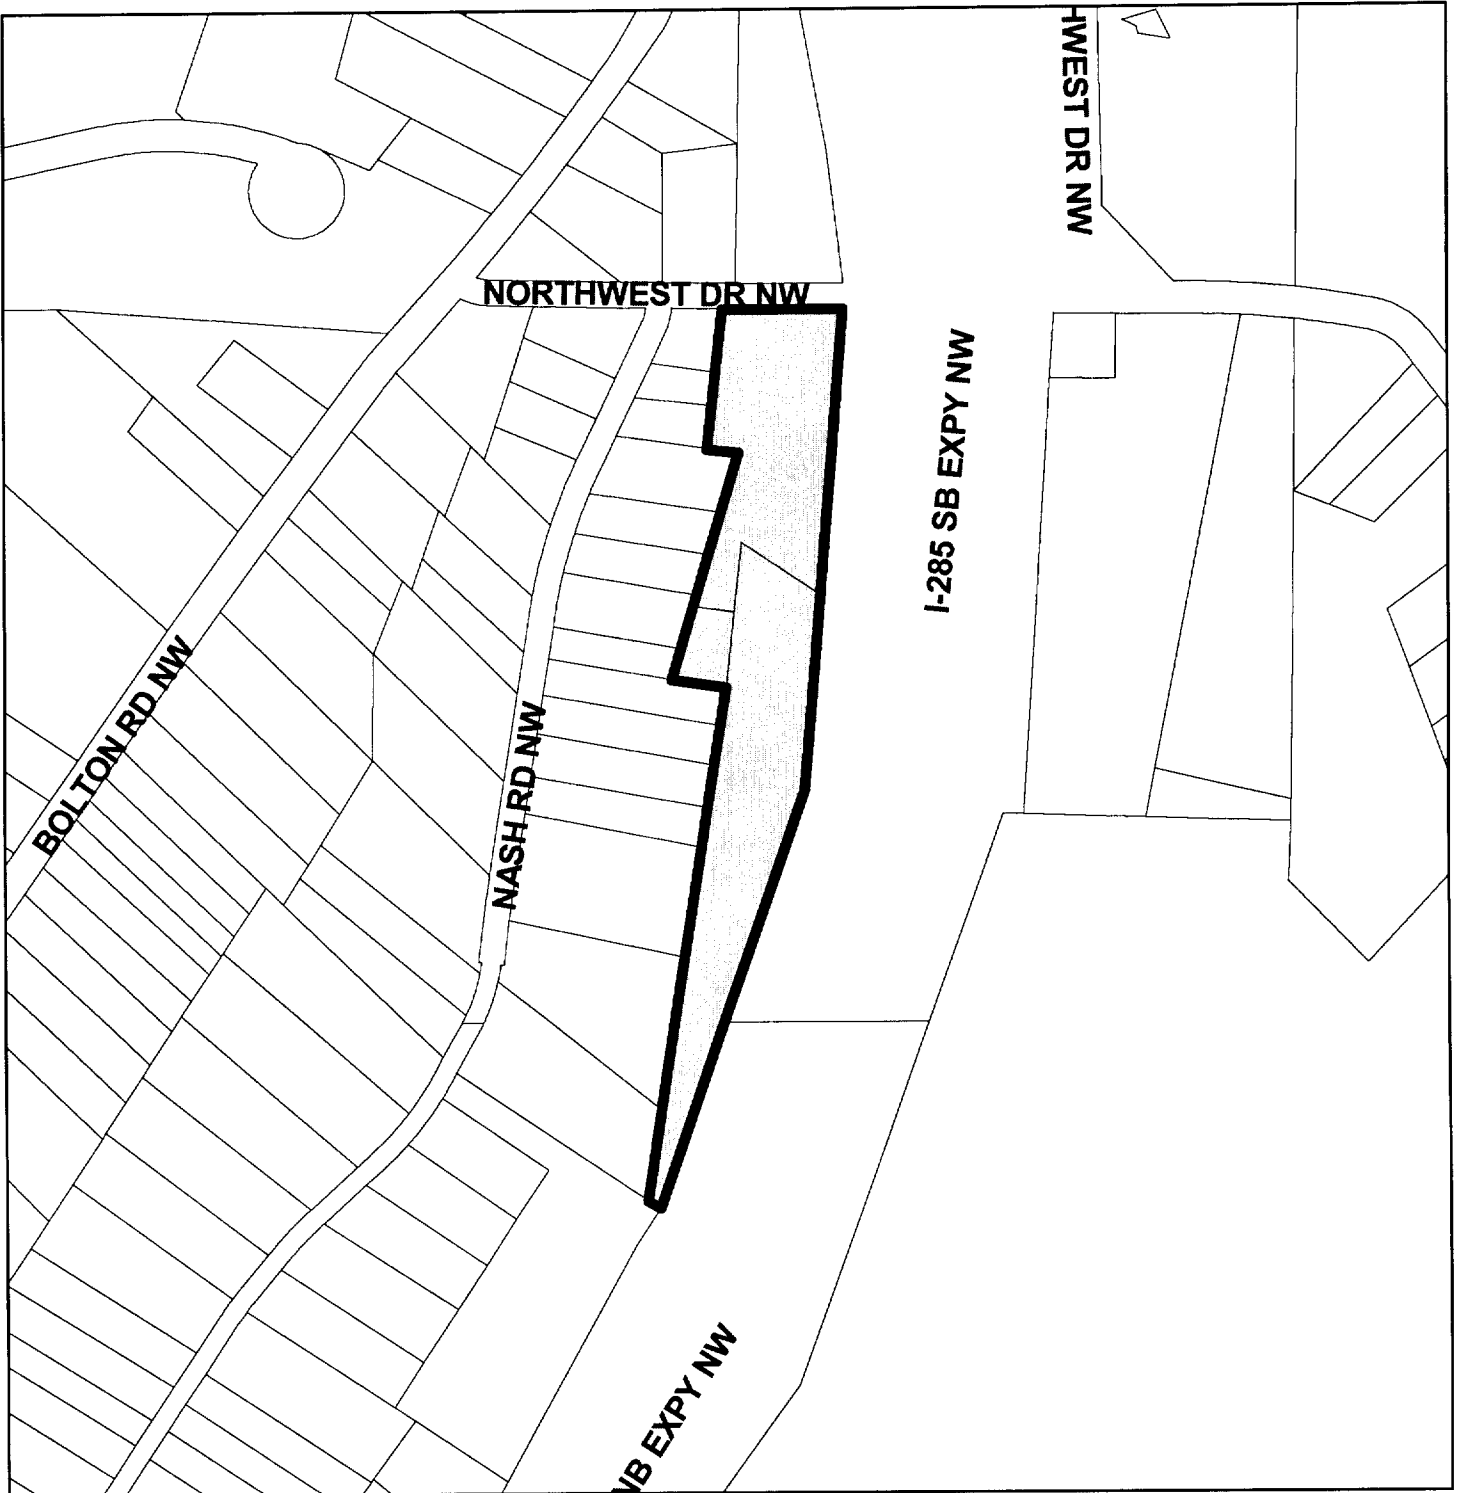 HWEST DR NW
NORTHWEST DR NW
I-285 SB EXPY NW
BOLTON RD NW
NASH RD NW
NB EXPY NW